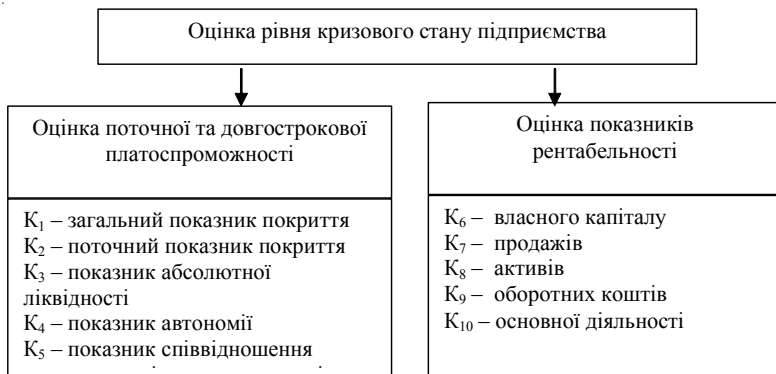 Оцінка рівня кризового стану підприємства
Оцінка поточної та довгострокової
платоспроможності
К₁ – загальний показник покриття
К₂ – поточний показник покриття
К₃ – показник абсолютної
ліквідності
К₄ – показник автономії
К₅ – показник співвідношення
Оцінка показників
рентабельності
К₆ – власного капіталу
К₇ – продажів
К₈ – активів
К₉ – оборотних коштів
К₁₀ – основної діяльності